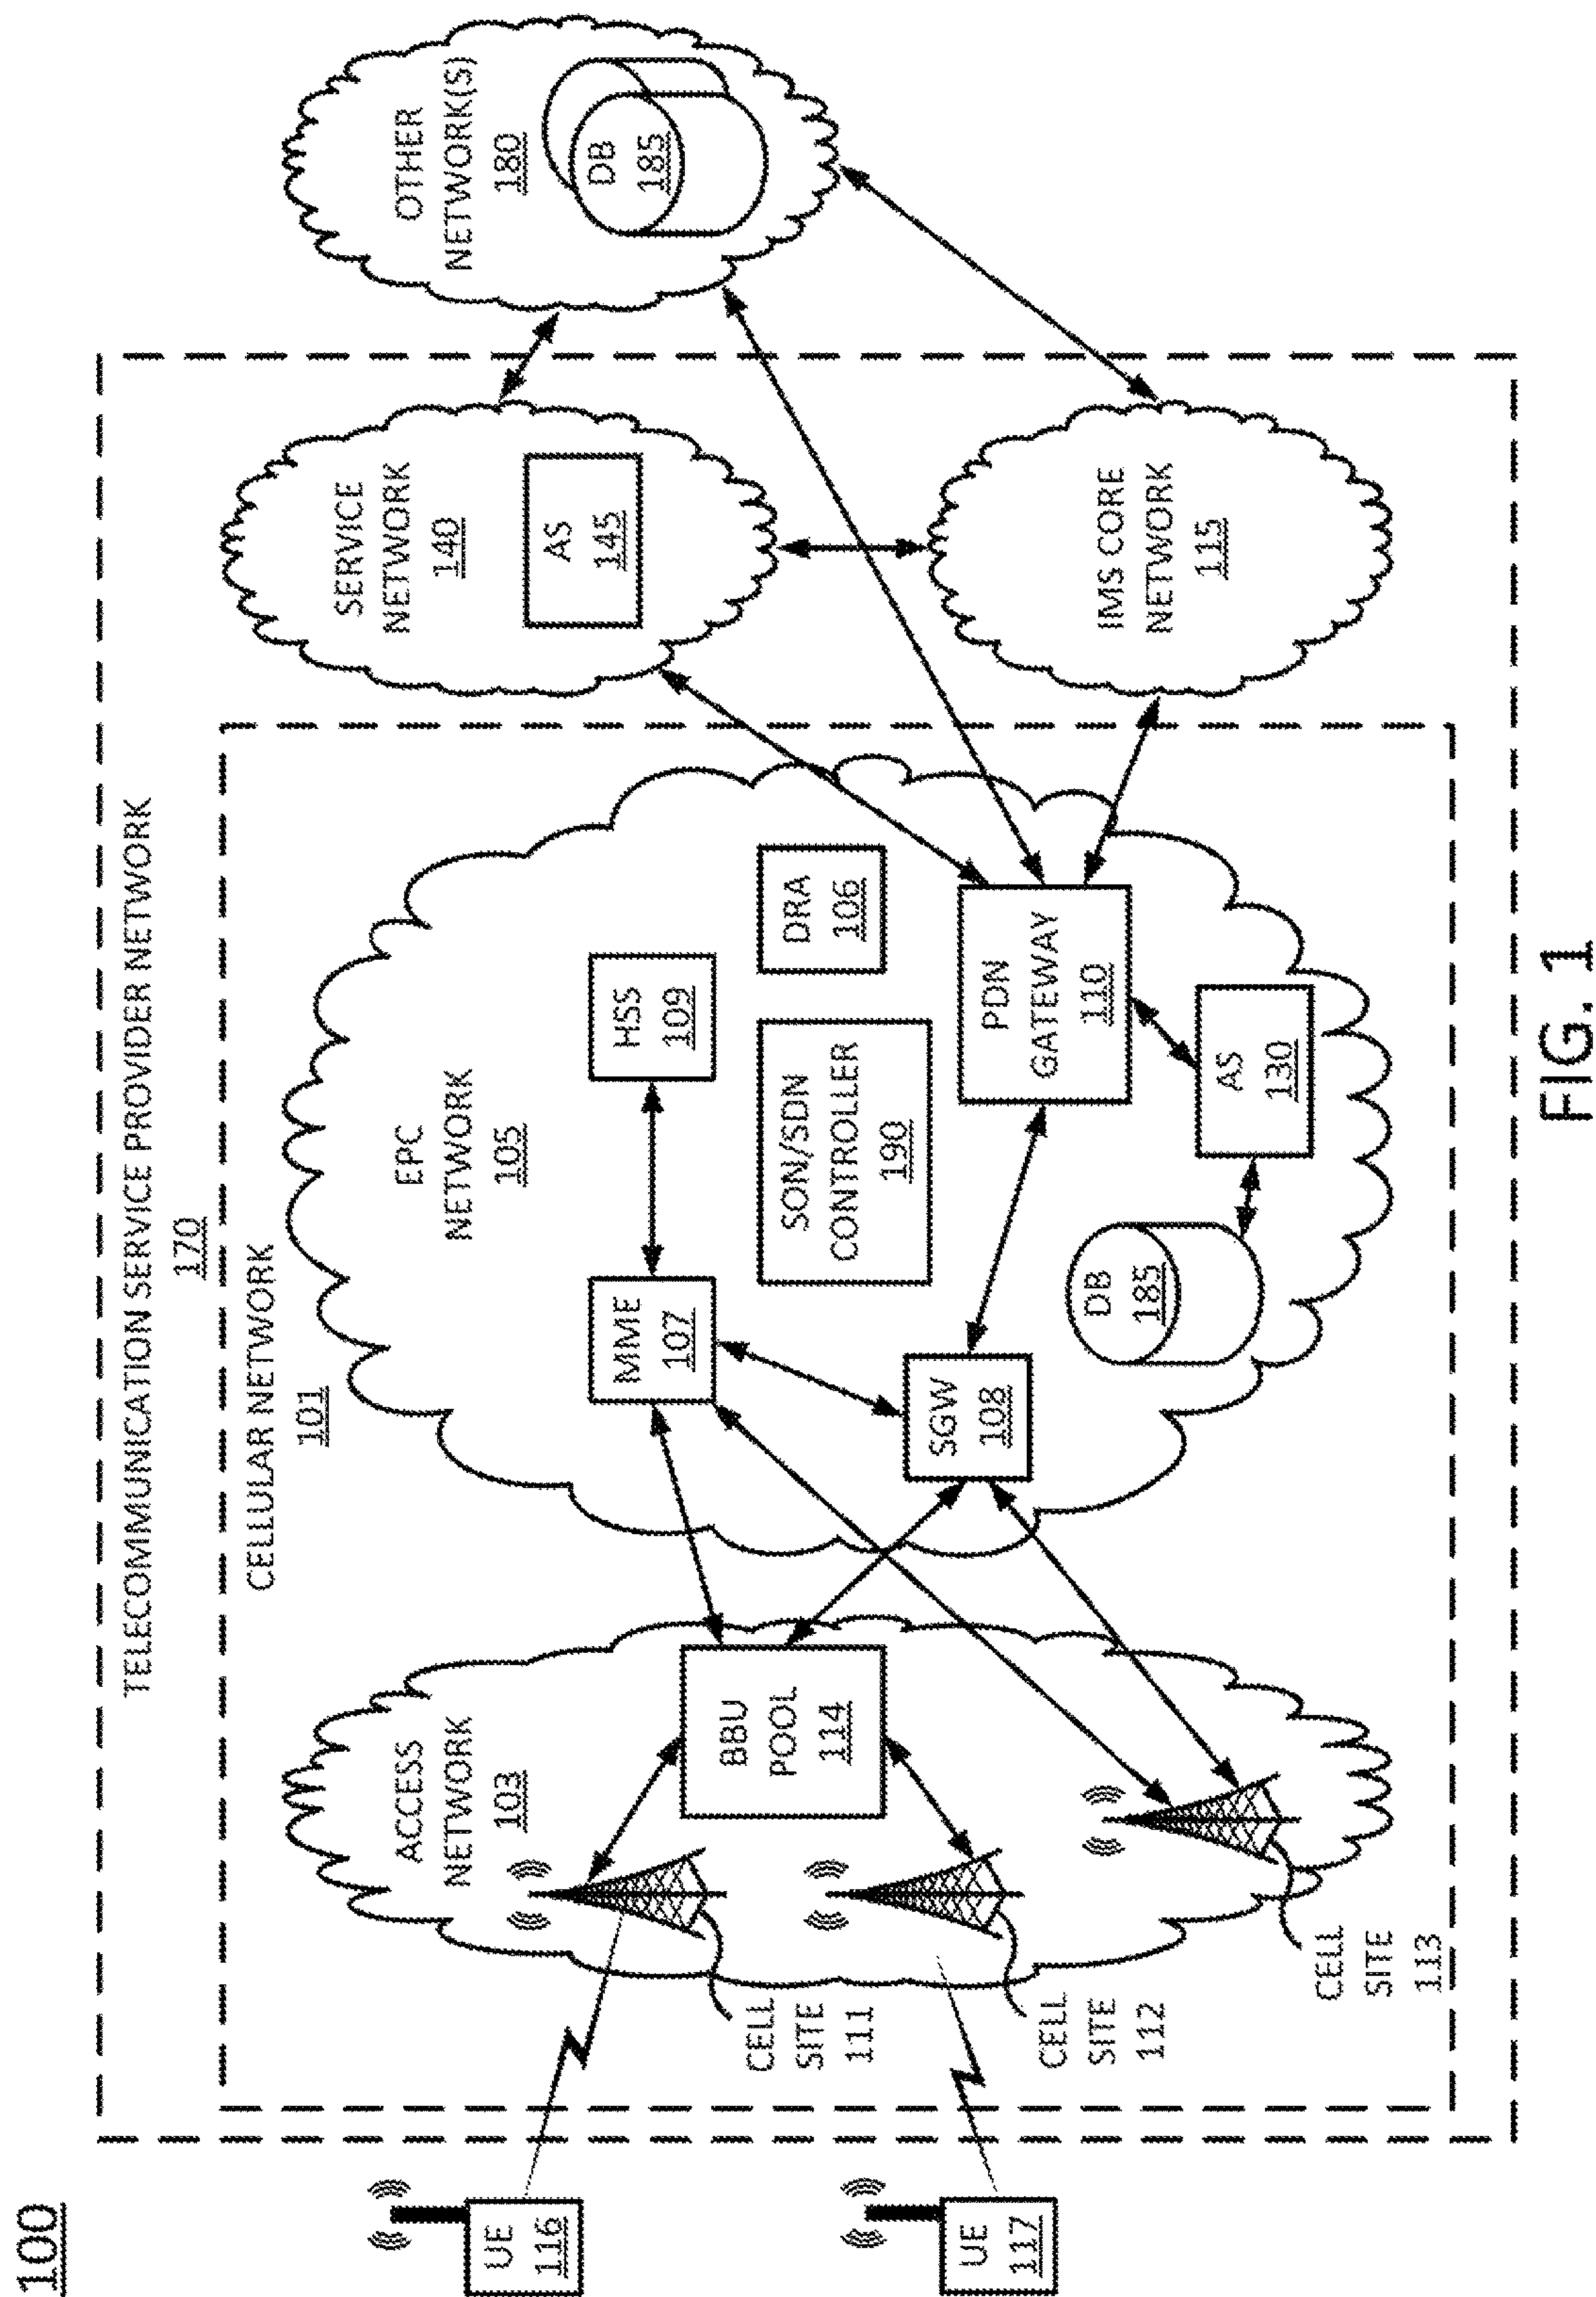 100
TELECOMMUNICATION SERVICE PROVIDER NETWORK
170
CELLULAR NETWORK
101
UE
116
UE
117
ACCESS
NETWORK
103
BBU
POOL
114
CELL
SITE
111
CELL
SITE
112
CELL
SITE
113
EPC
NETWORK
105
MME
107
HSS
109
SON/SDN
CONTROLLER
190
DRA
106
SGW
108
PDN
GATEWAY
110
DB
185
AS
130
SERVICE
NETWORK
140
AS
145
IMS CORE
NETWORK
115
OTHER
NETWORK(S)
180
DB
185
FIG. 1